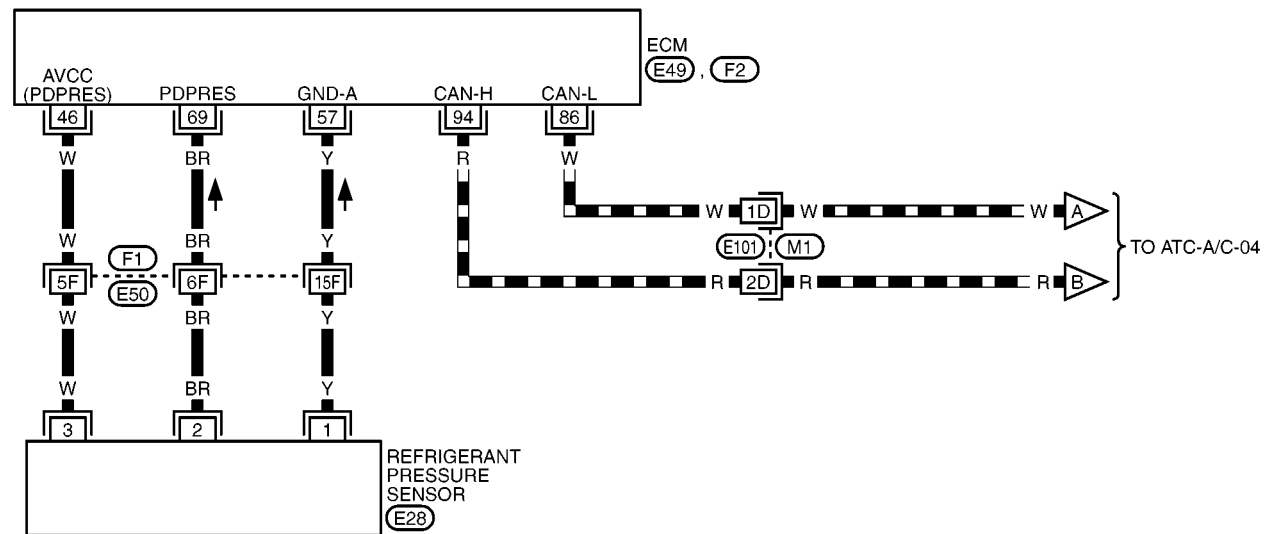 ECM
E49 , F2
AVCC
(PDPRES) PDPRES GND-A CAN-H CAN-L
46 69 57 94 86
W BR Y R W
W 1D W W A
W BR Y
F1 E101 M1 TO ATC-A/C-04
5F 6F 15F R 2D R R B
E50
W BR Y
W BR Y
3 2 1
REFRIGERANT
PRESSURE
SENSOR
E28